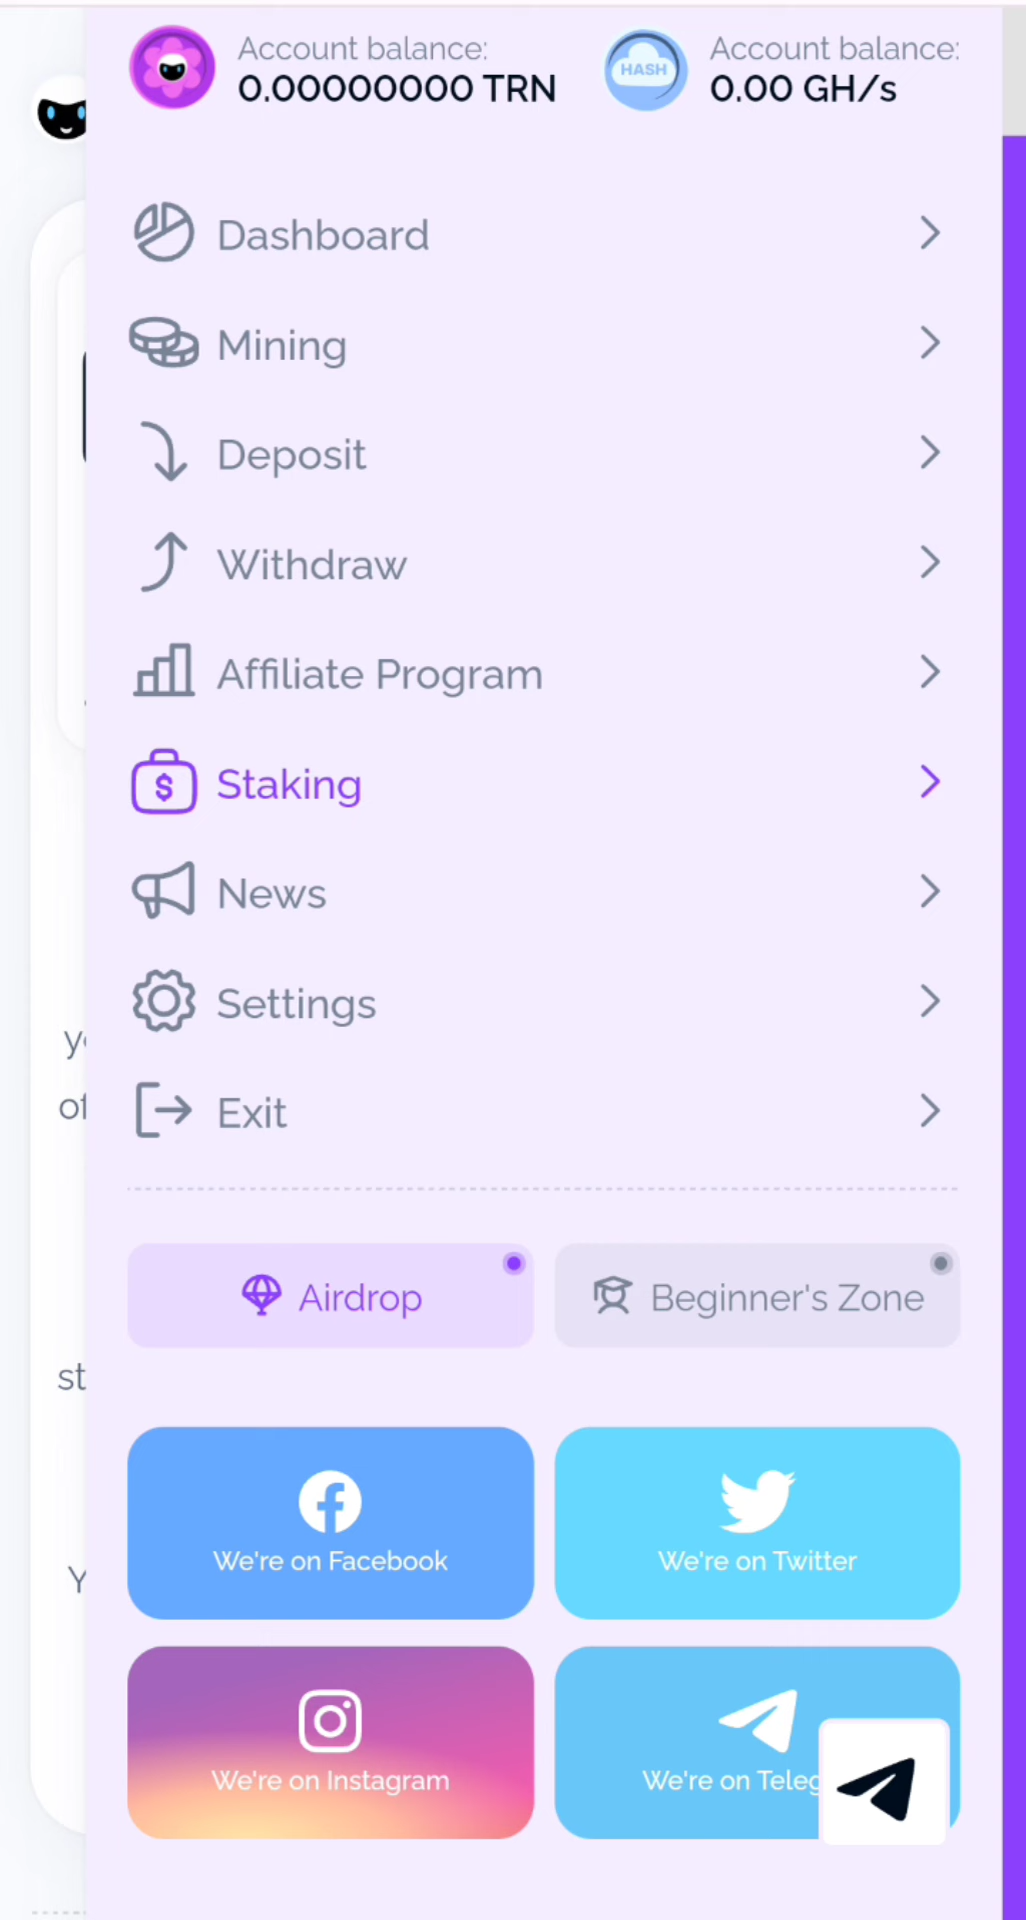 Account balance:
0.00000000 TRN
HASH
Account balance:
0.00 GH/s
Dashboard
Mining
Deposit
Withdraw
Affiliate Program
Staking
News
Settings
Exit
Airdrop
Beginner's Zone
We're on Facebook
We're on Twitter
We're on Instagram
We're on